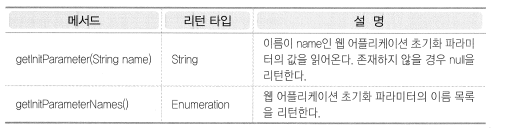 메서드 리턴 타입 설 명
getInitParameter(String name) String 이름이 name인 웹 어플리케이션 초기화 파라미
터의 값을 읽어온다. 존재하지 않을 경우 null을
리턴한다.
getInitParameterNames() Enumeration 웹 어플리케이션 초기화 파라미터의 이름 목록
을 리턴한다.